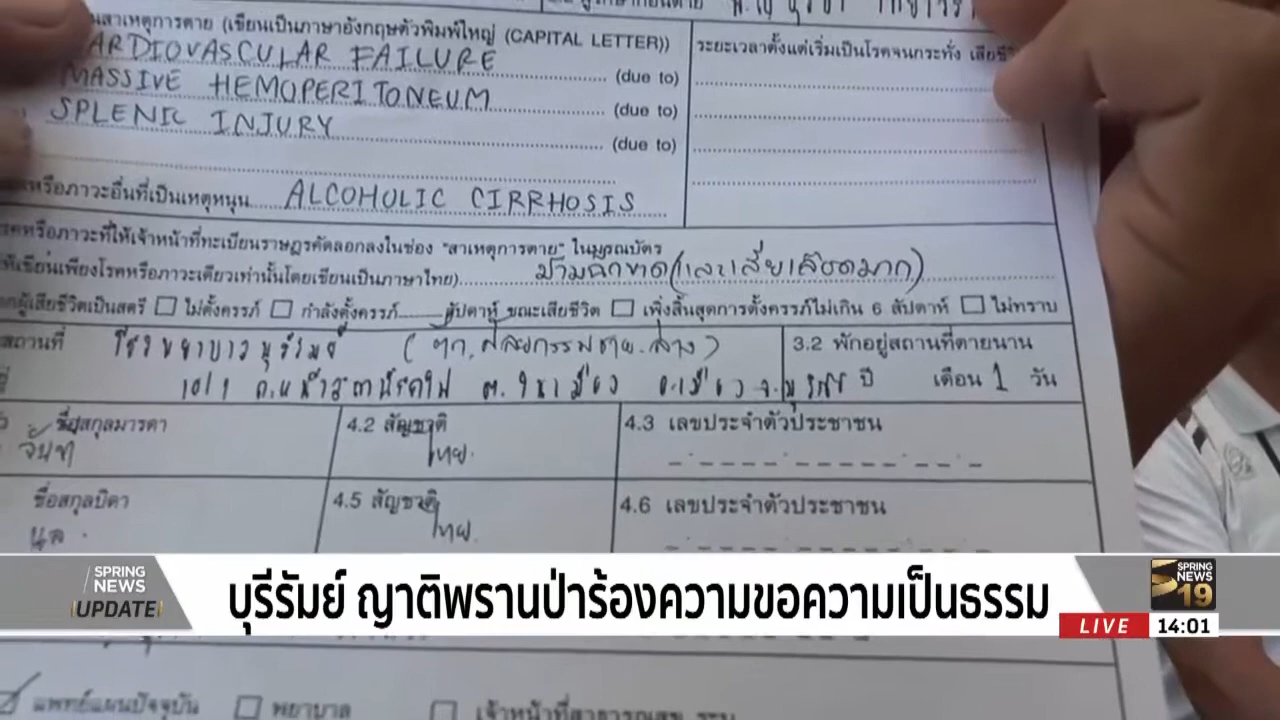 สาเหตุการตาย (เขียนเป็นภาษาอังกฤษตัวพิมพ์ใหญ่ (CAPITAL LETTER))
ระยะเวลาตั้งแต่เริ่มเป็นโรคจนกระทั่ง เสียชี
CARDIOVASCULAR FAILURE (due to)
MASSIVE HEMOPERITONEUM (due to)
SPLENIC INJURY (due to)
หรือภาวะอื่นที่เป็นเหตุหนุน ALCOHOLIC CIRRHOSIS
หรือภาวะที่ให้เจ้าหน้าที่ทะเบียนราษฎรคัดลอกลงในช่อง "สาเหตุการตาย" ในมรณบัตร
ให้เขียนเพียงโรคหรือภาวะเดียวเท่านั้นโดยเขียนเป็นภาษาไทย) ม้ามฉีกขาด(และเสียเลือดมาก)
ผู้เสียชีวิตเป็นสตรี ไม่ตั้งครรภ์ กำลังตั้งครรภ์ สัปดาห์ ขณะเสียชีวิต เพิ่งสิ้นสุดการตั้งครรภ์ไม่เกิน 6 สัปดาห์ ไม่ทราบ
สถานที่ โรงพยาบาลบุรีรัมย์ (ตึก.ศัลยกรรมชาย.ล่าง)
3.2 พักอยู่สถานที่ตายนาน
10/1 ถ.หน้าสถานีรถไฟ ต.ในเมือง อ.เมือง จ.บุรีรัมย์
ปี เดือน 1 วัน
ชื่อสกุลมารดา
4.2 สัญชาติ
4.3 เลขประจำตัวประชาชน
ไทย.
ชื่อสกุลบิดา
4.5 สัญชาติ
4.6 เลขประจำตัวประชาชน
ไทย.
SPRING
NEWS
UPDATE
บุรีรัมย์ ญาติพรานป่าร้องความขอความเป็นธรรม
SPRING
NEWS
19
LIVE 14:01
แพทย์แผนปัจจุบัน พยาบาล เจ้าหน้าที่สาธารณสุข ระบุ